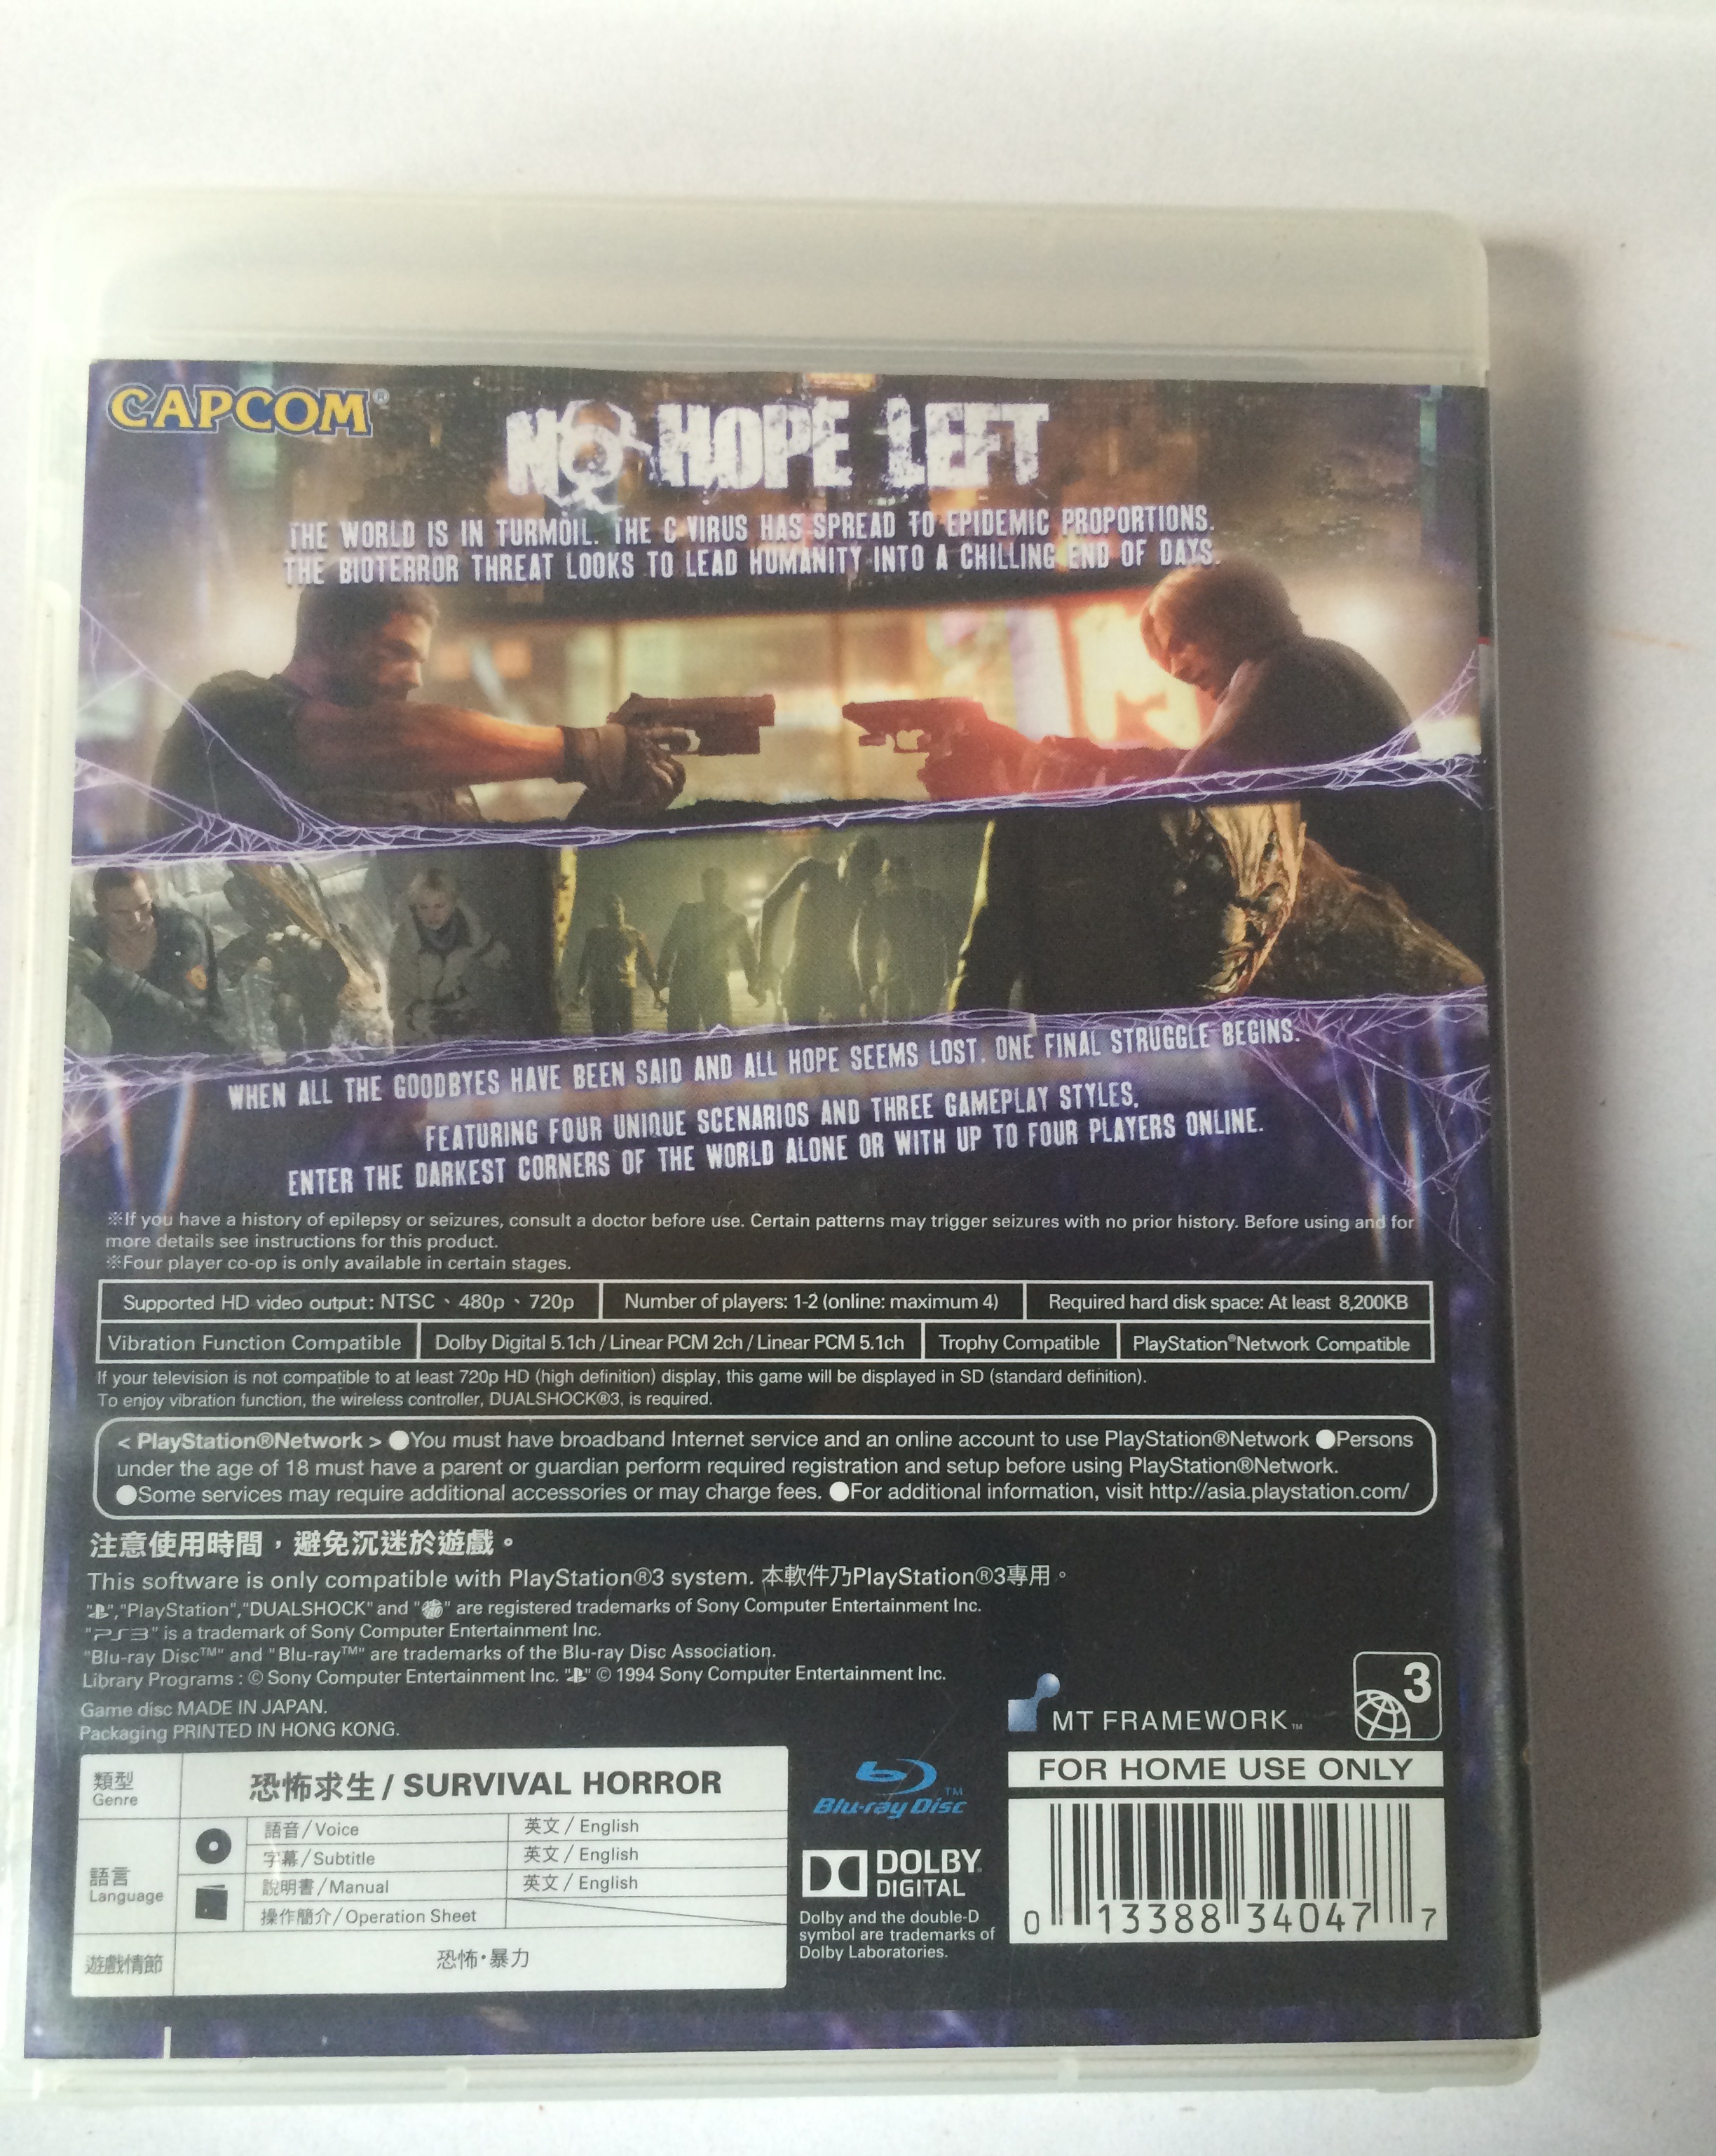 CAPCOM®
NO HOPE LEFT
THE WORLD IS IN TURMOIL. THE C-VIRUS HAS SPREAD TO EPIDEMIC PROPORTIONS.
THE BIOTERROR THREAT LOOKS TO LEAD HUMANITY INTO A CHILLING END OF DAYS.
WHEN ALL THE GOODBYES HAVE BEEN SAID AND ALL HOPE SEEMS LOST, ONE FINAL STRUGGLE BEGINS.
FEATURING FOUR UNIQUE SCENARIOS AND THREE GAMEPLAY STYLES,
ENTER THE DARKEST CORNERS OF THE WORLD ALONE OR WITH UP TO FOUR PLAYERS ONLINE.
※If you have a history of epilepsy or seizures, consult a doctor before use. Certain patterns may trigger seizures with no prior history. Before using and for
more details see instructions for this product.
※Four player co-op is only available in certain stages.
Supported HD video output: NTSC、480p、720p Number of players: 1-2 (online: maximum 4) Required hard disk space: At least 8,200KB
Vibration Function Compatible Dolby Digital 5.1ch / Linear PCM 2ch / Linear PCM 5.1ch Trophy Compatible PlayStation®Network Compatible
If your television is not compatible to at least 720p HD (high definition) display, this game will be displayed in SD (standard definition).
To enjoy vibration function, the wireless controller, DUALSHOCK®3, is required.
< PlayStation®Network > ●You must have broadband Internet service and an online account to use PlayStation®Network ●Persons
under the age of 18 must have a parent or guardian perform required registration and setup before using PlayStation®Network.
●Some services may require additional accessories or may charge fees. ●For additional information, visit http://asia.playstation.com/
注意使用時間，避免沉迷於遊戲。
This software is only compatible with PlayStation®3 system. 本軟件乃PlayStation®3專用。
"", "PlayStation", "DUALSHOCK" and "" are registered trademarks of Sony Computer Entertainment Inc.
"PS3" is a trademark of Sony Computer Entertainment Inc.
"Blu-ray Disc™" and "Blu-ray™" are trademarks of the Blu-ray Disc Association.
Library Programs : © Sony Computer Entertainment Inc. "" © 1994 Sony Computer Entertainment Inc.
Game disc MADE IN JAPAN.
Packaging PRINTED IN HONG KONG.
MT FRAMEWORK™
3
類型
Genre
恐怖求生 / SURVIVAL HORROR
語言
Language
語音 / Voice 英文 / English
字幕 / Subtitle 英文 / English
說明書 / Manual 英文 / English
操作簡介 / Operation Sheet
遊戲情節 恐怖・暴力
Blu-ray Disc™
DOLBY®
DIGITAL
Dolby and the double-D
symbol are trademarks of
Dolby Laboratories.
FOR HOME USE ONLY
0 13388 34047 7